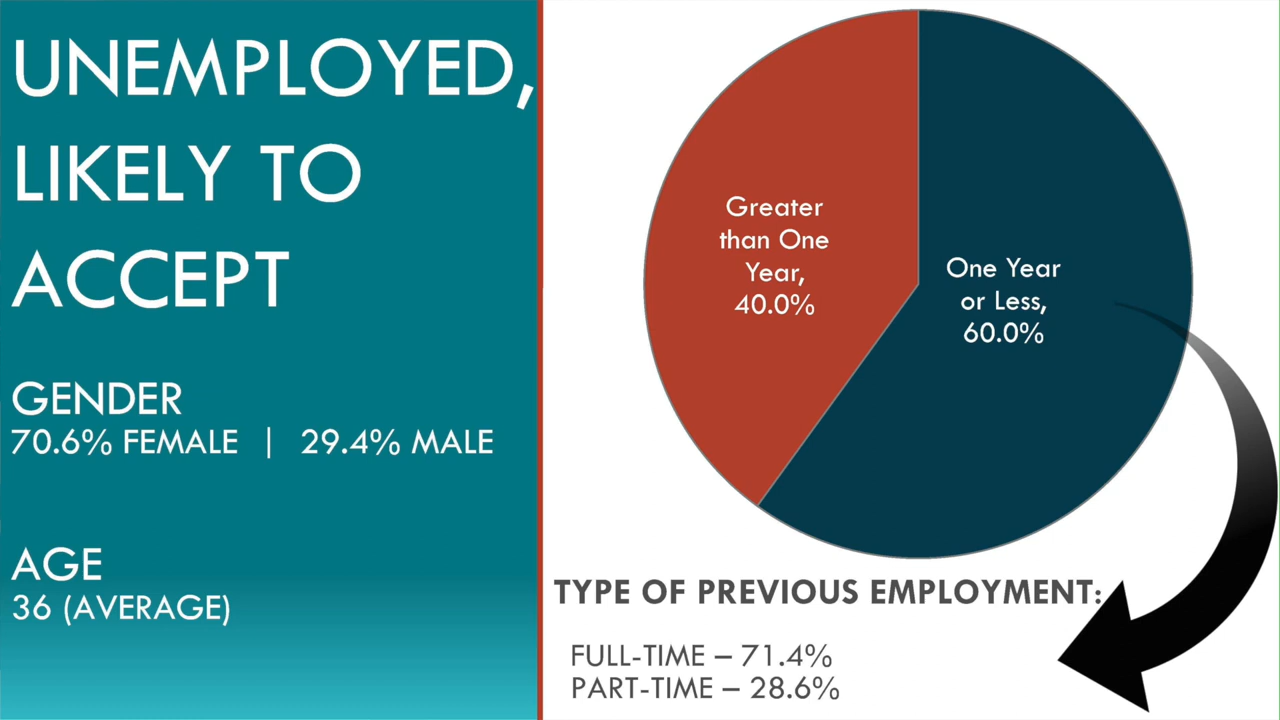 UNEMPLOYED,
LIKELY TO
ACCEPT
GENDER
70.6% FEMALE | 29.4% MALE
AGE
36 (AVERAGE)
Greater
than One
Year,
40.0%
One Year
or Less,
60.0%
TYPE OF PREVIOUS EMPLOYMENT:
FULL-TIME – 71.4%
PART-TIME – 28.6%